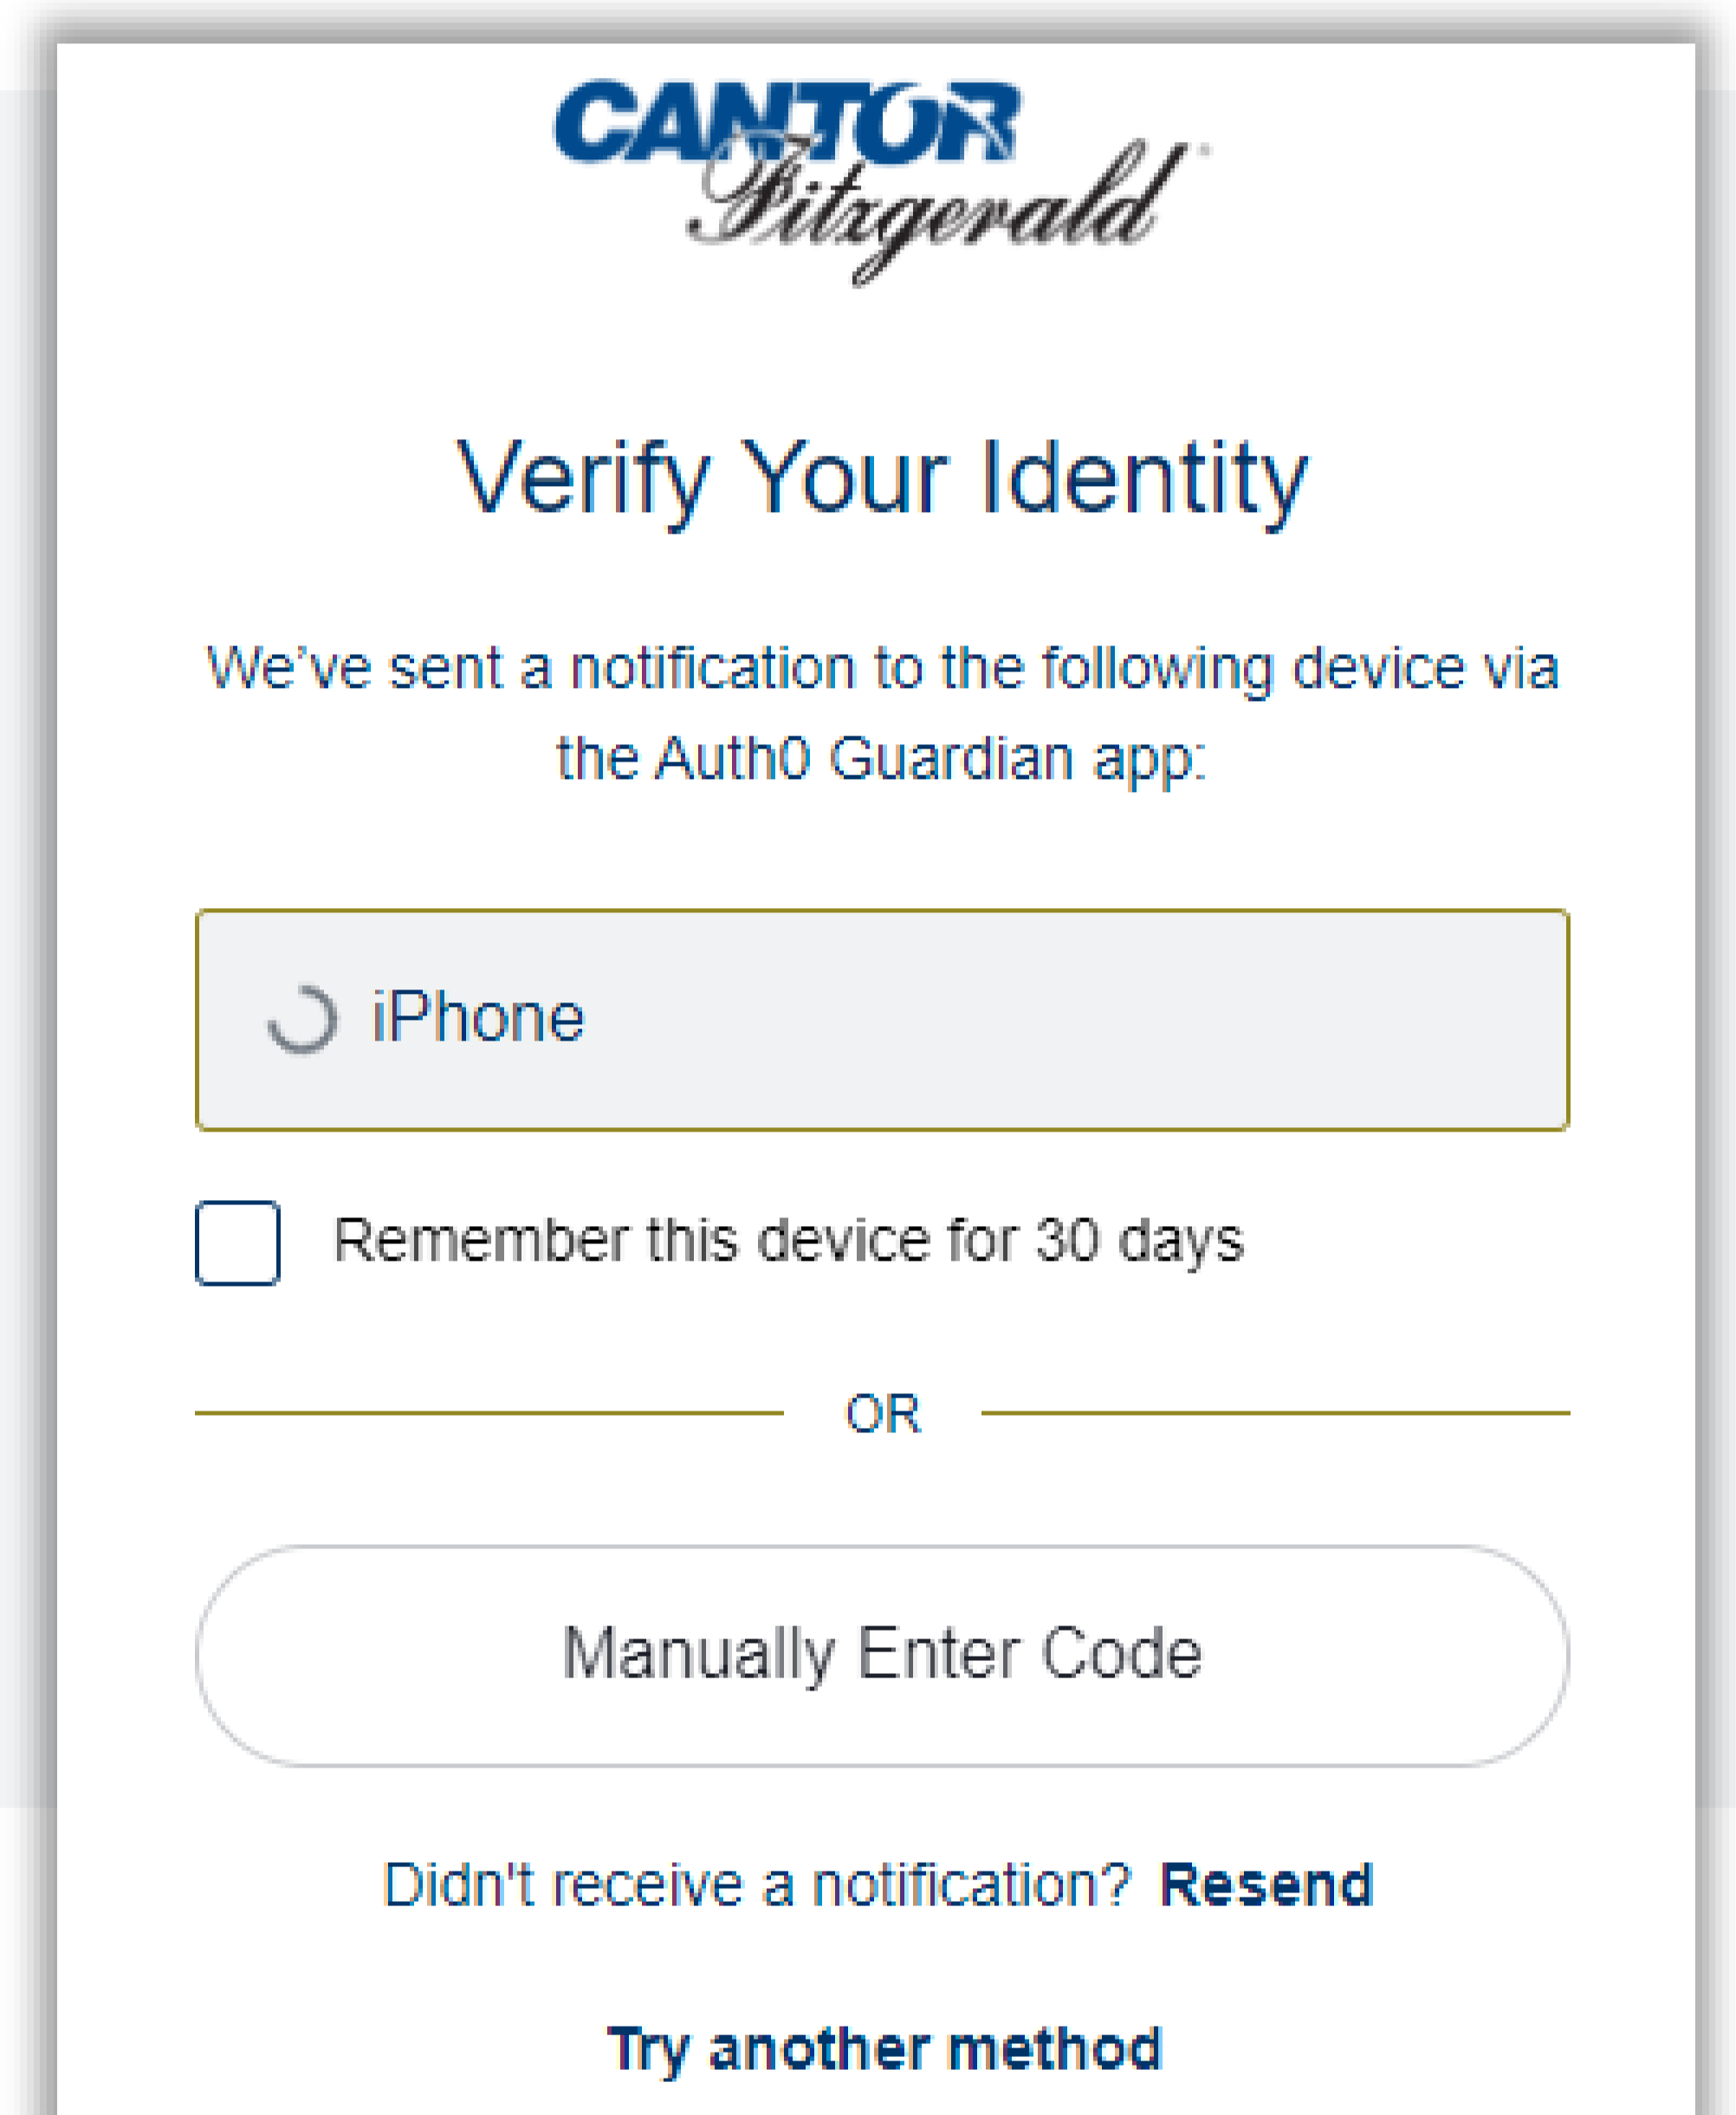 CANTOR
Fitzgerald
Verify Your Identity
We've sent a notification to the following device via
the Auth0 Guardian app:
iPhone
Remember this device for 30 days
OR
Manually Enter Code
Didn't receive a notification? Resend
Try another method